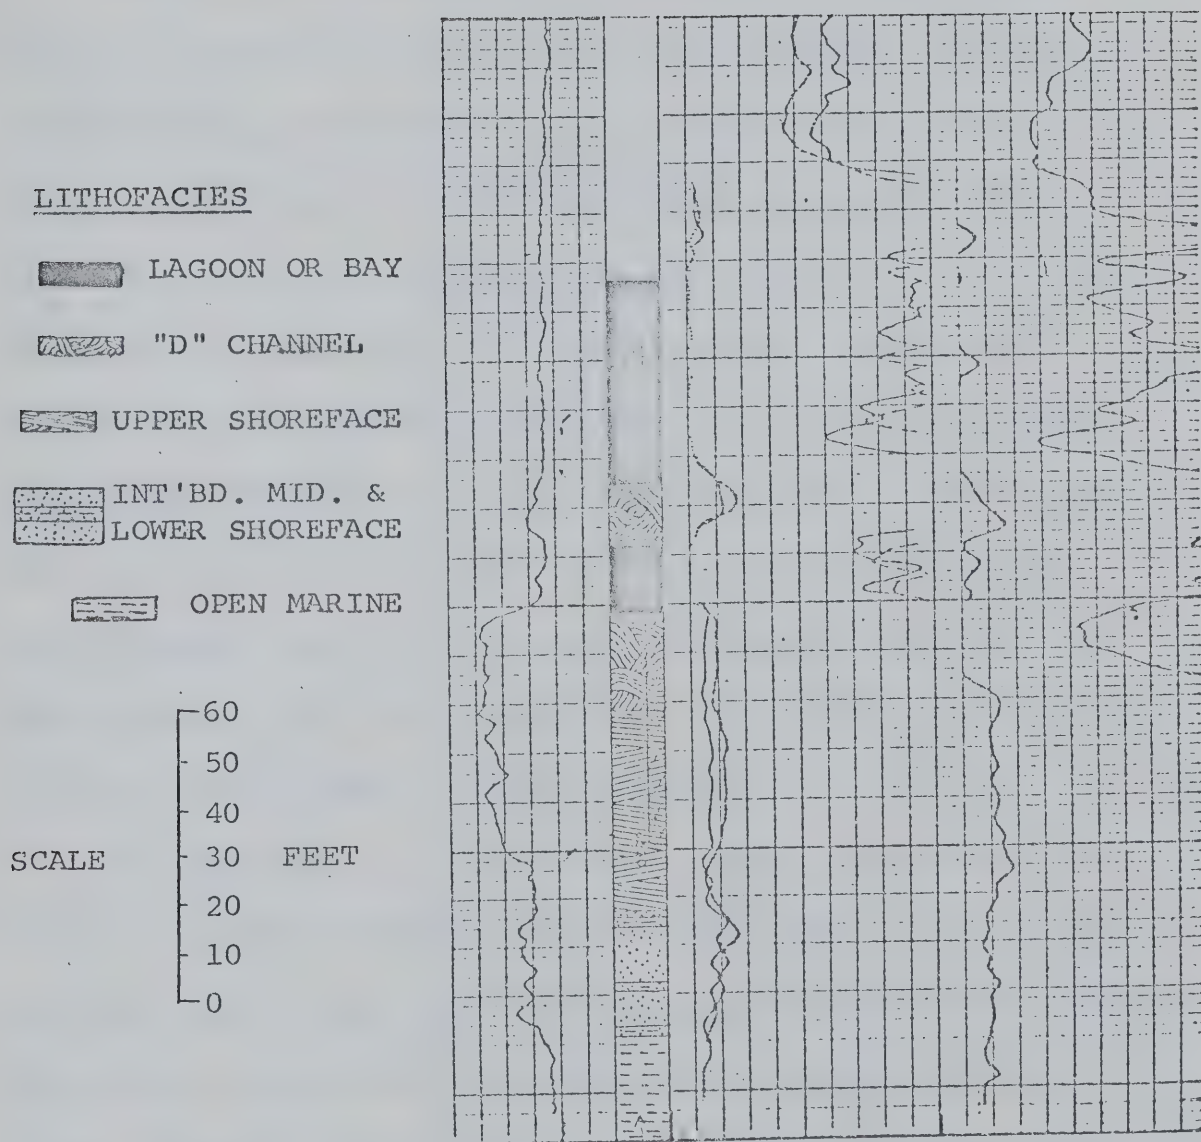 LITHOFACIES
LAGOON OR BAY
"D" CHANNEL
UPPER SHOREFACE
INT'BD. MID. &
LOWER SHOREFACE
OPEN MARINE
60
50
40
SCALE 30 FEET
20
10
0